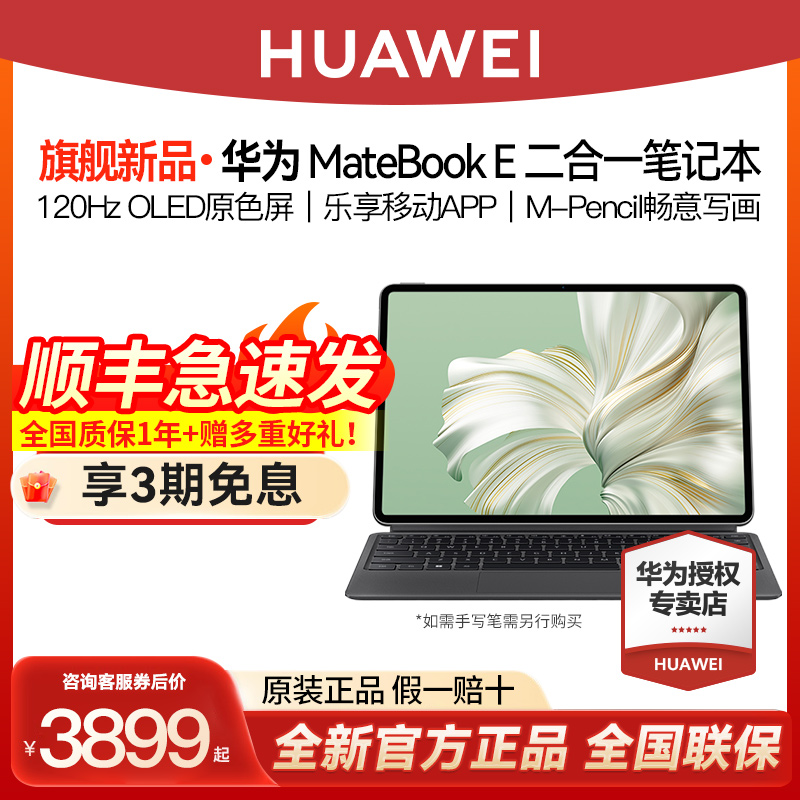 HUAWEI
旗舰新品·华为 MateBook E 二合一笔记本
120Hz OLED原色屏｜乐享移动APP｜M-Pencil畅意写画
顺丰急速发
全国质保1年+赠多重好礼！
享3期免息
华为授权
专卖店
HUAWEI
*如需手写笔需另行购买
咨询客服券后价
¥3899起
原装正品 假一赔十
全新官方正品 全国联保